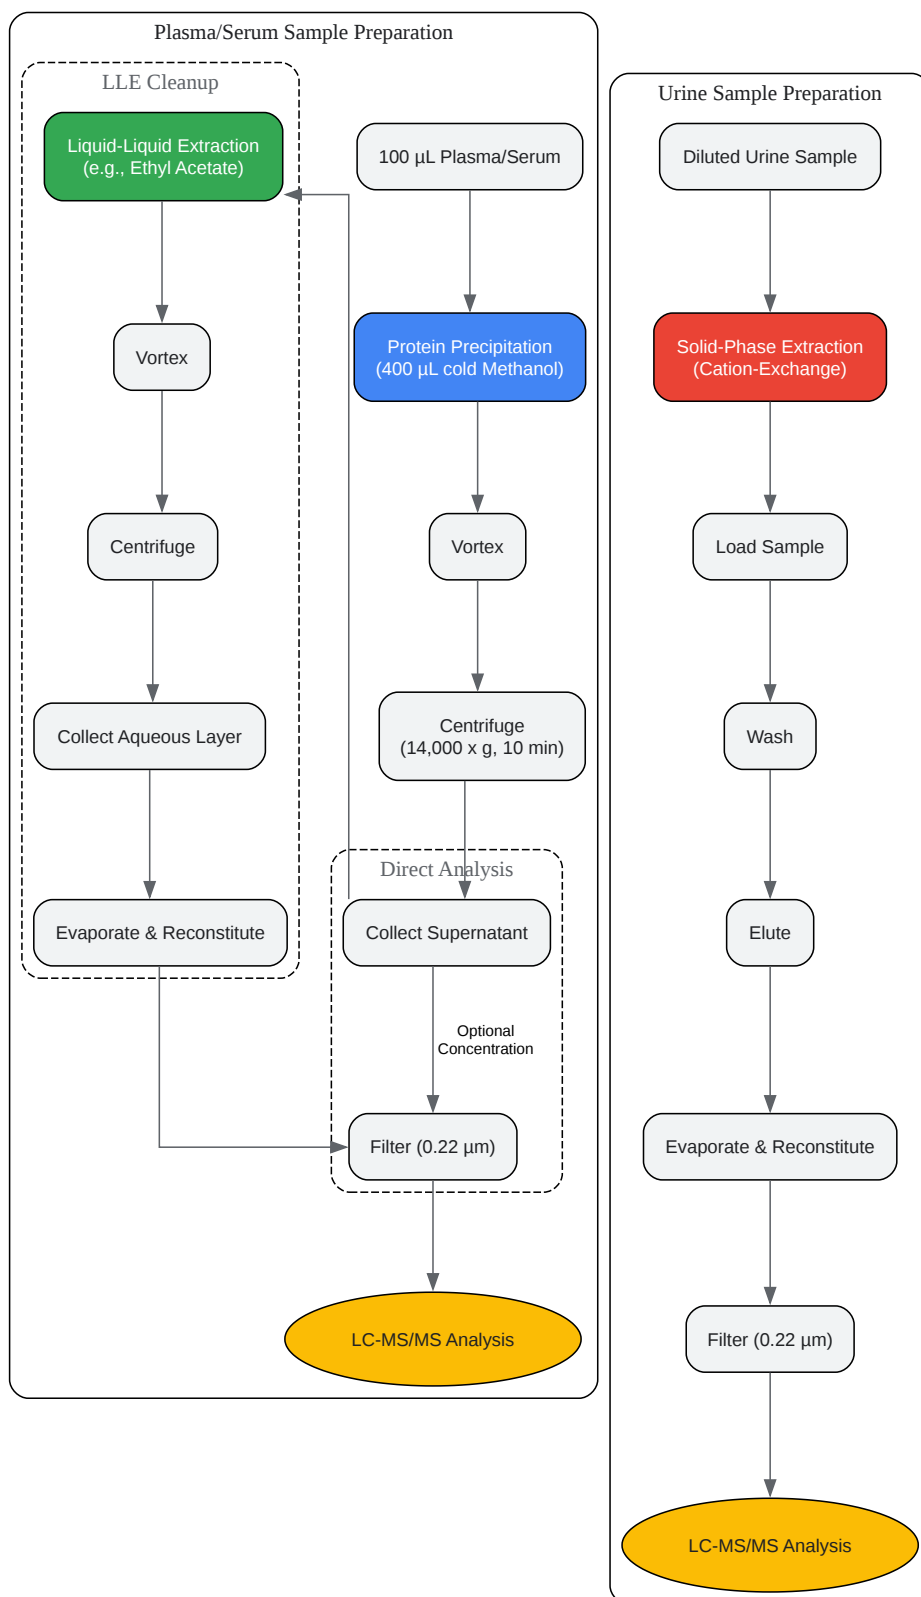 Plasma/Serum Sample Preparation
LLE Cleanup
Liquid-Liquid Extraction
(e.g., Ethyl Acetate)
Vortex
Centrifuge
Collect Aqueous Layer
Evaporate & Reconstitute
100 µL Plasma/Serum
Protein Precipitation
(400 µL cold Methanol)
Vortex
Centrifuge
(14,000 x g, 10 min)
Direct Analysis
Collect Supernatant
Optional
Concentration
Filter (0.22 µm)
LC-MS/MS Analysis
Urine Sample Preparation
Diluted Urine Sample
Solid-Phase Extraction
(Cation-Exchange)
Load Sample
Wash
Elute
Evaporate & Reconstitute
Filter (0.22 µm)
LC-MS/MS Analysis